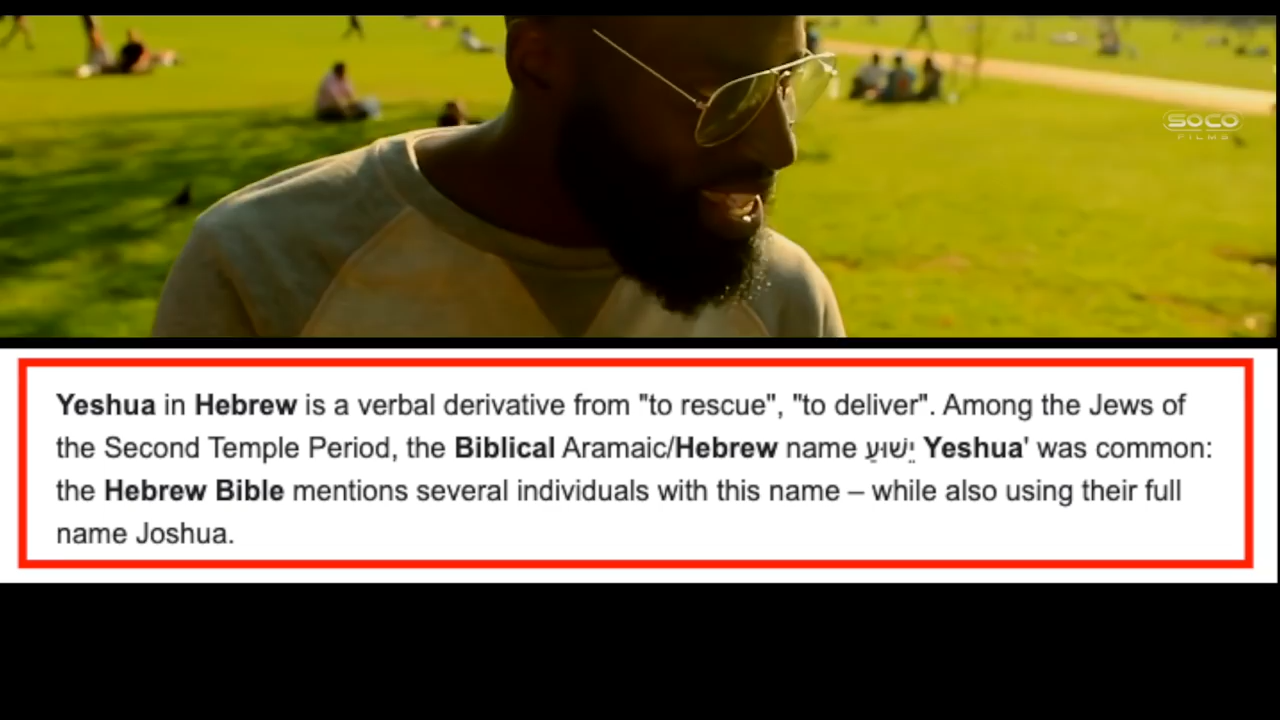 SOCO
FILMS
Yeshua in Hebrew is a verbal derivative from "to rescue", "to deliver". Among the Jews of
the Second Temple Period, the Biblical Aramaic/Hebrew name יֵשׁוּעַ Yeshua' was common:
the Hebrew Bible mentions several individuals with this name – while also using their full
name Joshua.